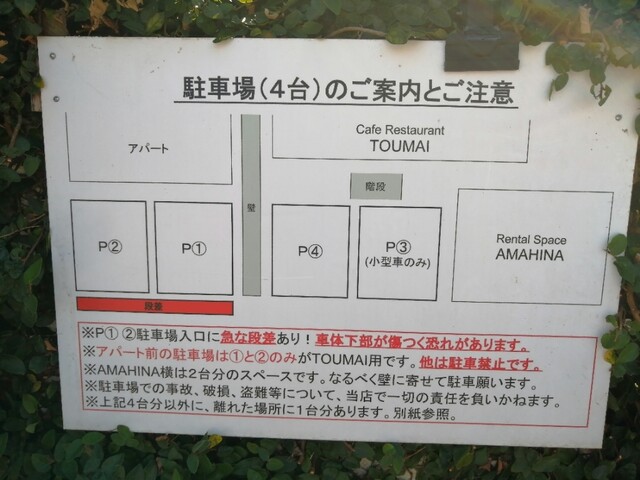 駐車場(4台)のご案内とご注意
アパート
Cafe Restaurant
TOUMAI
階段
壁
P②
P①
P④
P③
(小型車のみ)
Rental Space
AMAHINA
段差
※P① ②駐車場入口に急な段差あり！車体下部が傷つく恐れがあります。
※アパート前の駐車場は①と②のみがTOUMAI用です。他は駐車禁止です。
※AMAHINA横は2台分のスペースです。なるべく壁に寄せて駐車願います。
※駐車場での事故、破損、盗難等について、当店で一切の責任を負いかねます。
※上記4台分以外に、離れた場所に1台分あります。別紙参照。